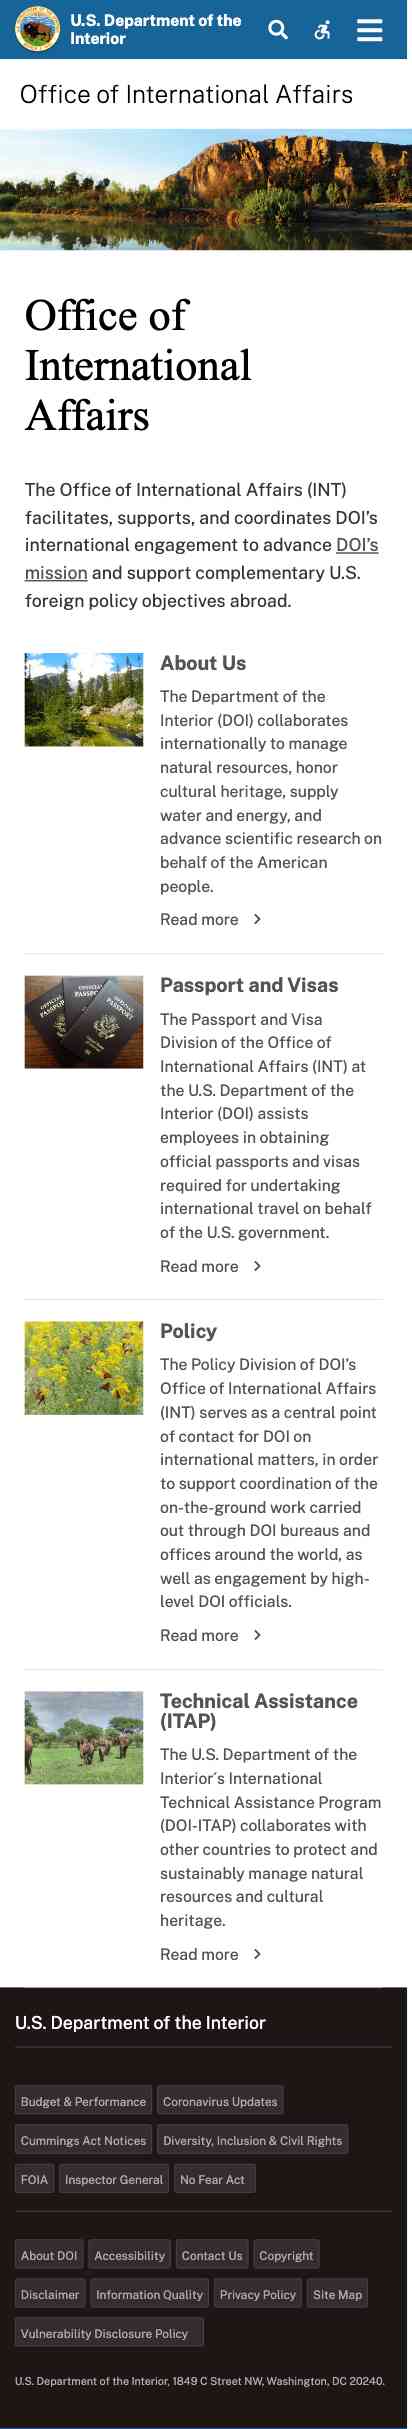 U.S. Department of the
Interior
Office of International Affairs
Office of
International
Affairs
The Office of International Affairs (INT)
facilitates, supports, and coordinates DOI's
international engagement to advance DOI's
mission and support complementary U.S.
foreign policy objectives abroad.
About Us
The Department of the
Interior (DOI) collaborates
internationally to manage
natural resources, honor
cultural heritage, supply
water and energy, and
advance scientific research on
behalf of the American
people.
Read more
OFFICIAL
PASSPORT
OFFICIAL
PASSPORT
OFFICIAL
PASSPORT
Passport and Visas
The Passport and Visa
Division of the Office of
International Affairs (INT) at
the U.S. Department of the
Interior (DOI) assists
employees in obtaining
official passports and visas
required for undertaking
international travel on behalf
of the U.S. government.
Read more
Policy
The Policy Division of DOI's
Office of International Affairs
(INT) serves as a central point
of contact for DOI on
international matters, in order
to support coordination of the
on-the-ground work carried
out through DOI bureaus and
offices around the world, as
well as engagement by high-
level DOI officials.
Read more
Technical Assistance
(ITAP)
The U.S. Department of the
Interior´s International
Technical Assistance Program
(DOI-ITAP) collaborates with
other countries to protect and
sustainably manage natural
resources and cultural
heritage.
Read more
U.S. Department of the Interior
Budget & Performance Coronavirus Updates
Cummings Act Notices Diversity, Inclusion & Civil Rights
FOIA Inspector General No Fear Act
About DOI Accessibility Contact Us Copyright
Disclaimer Information Quality Privacy Policy Site Map
Vulnerability Disclosure Policy
U.S. Department of the Interior, 1849 C Street NW, Washington, DC 20240.